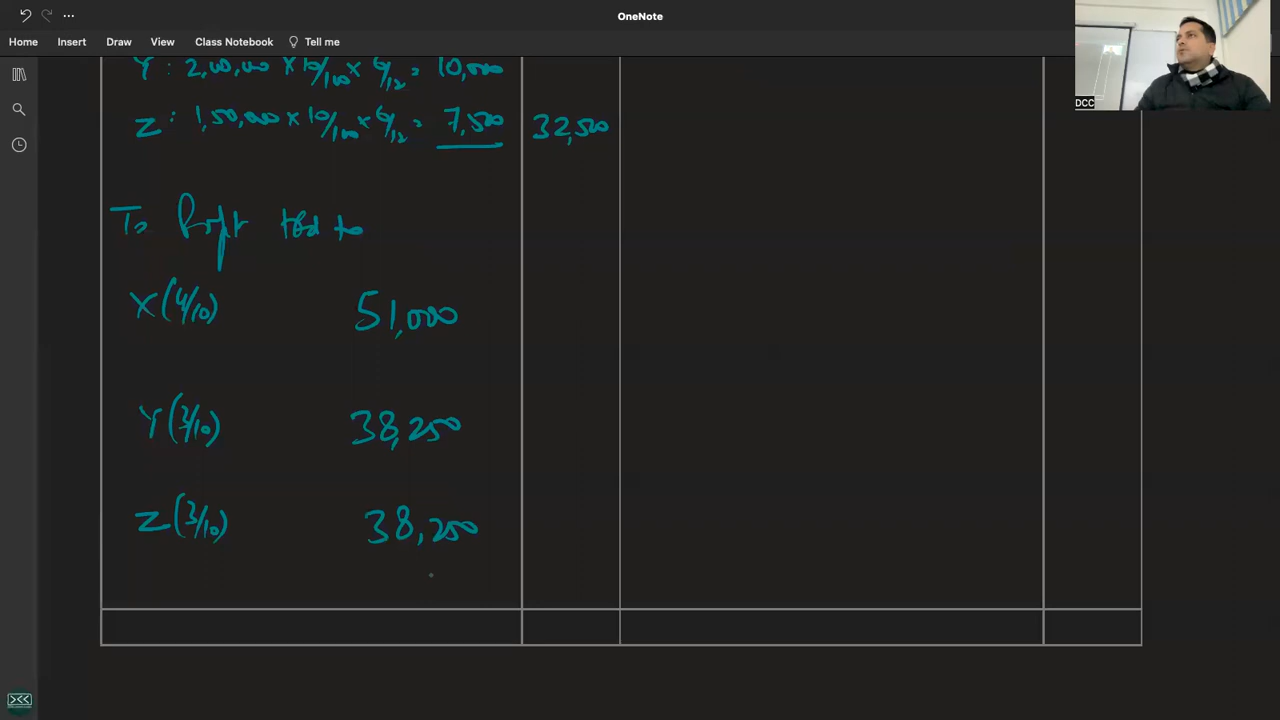 OneNote
Home Insert Draw View Class Notebook Tell me
Y : 2,00,000 × 10/100 × 6/12 = 10,000
Z : 1,50,000 × 10/100 × 6/12 = 7,500 32,500
To Profit tfd to
X (4/10) 51,000
Y (3/10) 38,250
Z (3/10) 38,250
DCC